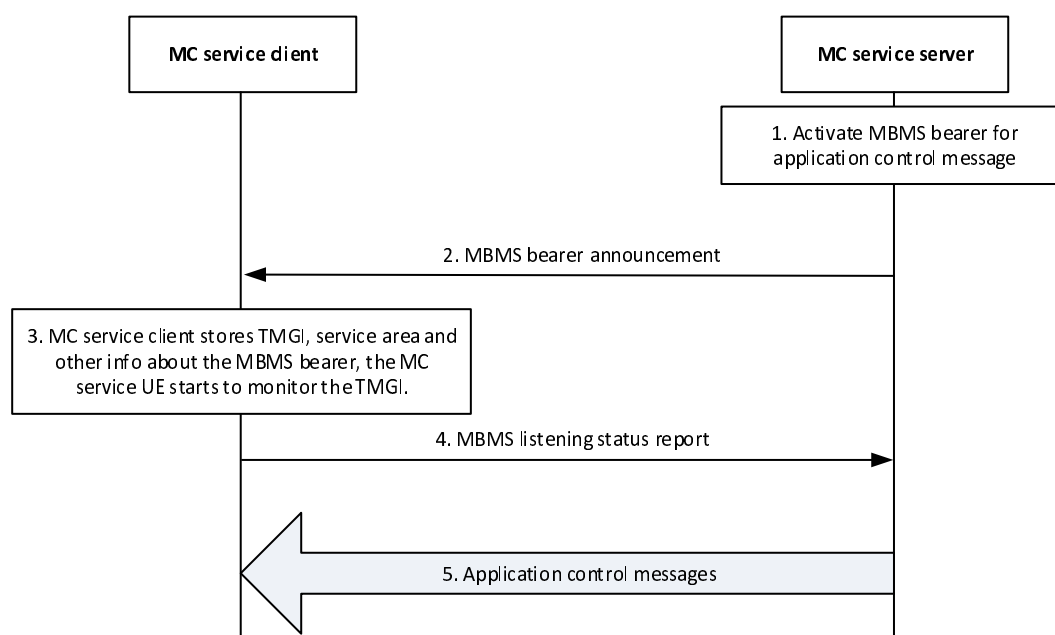 MC service client
MC service server
1. Activate MBMS bearer for
application control message
2. MBMS bearer announcement
3. MC service client stores TMGI, service area and
other info about the MBMS bearer, the MC
service UE starts to monitor the TMGI.
4. MBMS listening status report
5. Application control messages